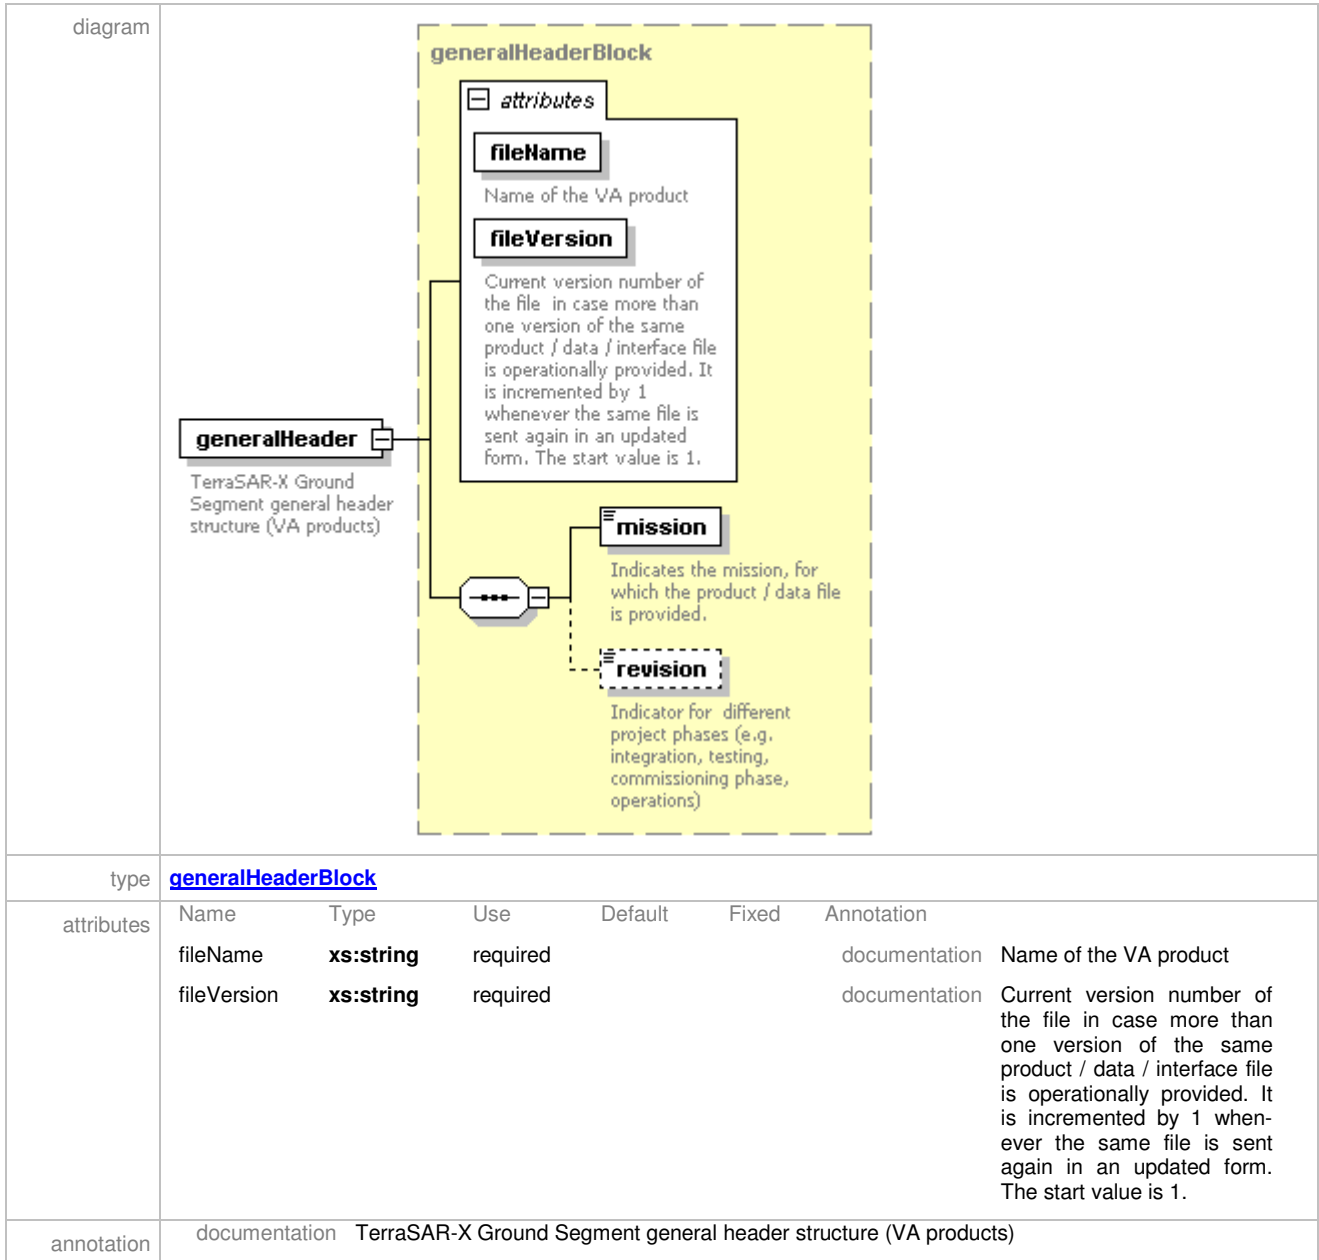 diagram
generalHeaderBlock
attributes
fileName
Name of the VA product
fileVersion
Current version number of
the file in case more than
one version of the same
product / data / interface file
is operationally provided. It
is incremented by 1
whenever the same file is
sent again in an updated
form. The start value is 1.
generalHeader
TerraSAR-X Ground
Segment general header
structure (VA products)
mission
Indicates the mission, for
which the product / data file
is provided.
revision
Indicator for different
project phases (e.g.
integration, testing,
commissioning phase,
operations)
type generalHeaderBlock
attributes Name Type Use Default Fixed Annotation
fileName xs:string required documentation Name of the VA product
fileVersion xs:string required documentation Current version number of
the file in case more than
one version of the same
product / data / interface file
is operationally provided. It
is incremented by 1 when-
ever the same file is sent
again in an updated form.
The start value is 1.
annotation documentation TerraSAR-X Ground Segment general header structure (VA products)